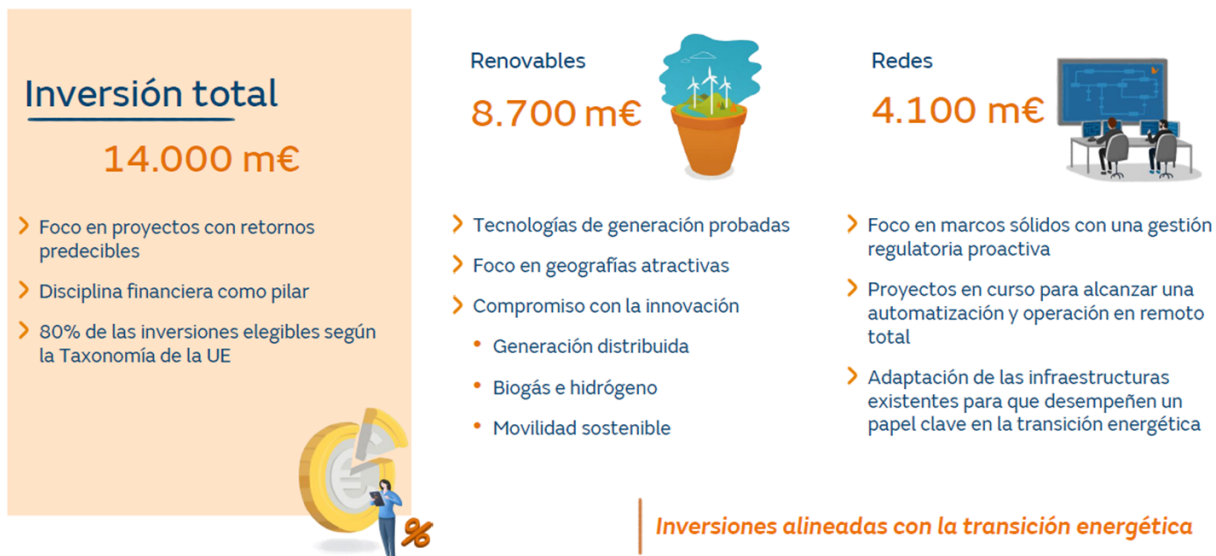 Inversión total
14.000 m€
Foco en proyectos con retornos
predecibles
Disciplina financiera como pilar
80% de las inversiones elegibles según
la Taxonomía de la UE
%
Renovables
8.700 m€
Tecnologías de generación probadas
Foco en geografías atractivas
Compromiso con la innovación
Generación distribuida
Biogás e hidrógeno
Movilidad sostenible
Redes
4.100 m€
Foco en marcos sólidos con una gestión
regulatoria proactiva
Proyectos en curso para alcanzar una
automatización y operación en remoto
total
Adaptación de las infraestructuras
existentes para que desempeñen un
papel clave en la transición energética
Inversiones alineadas con la transición energética